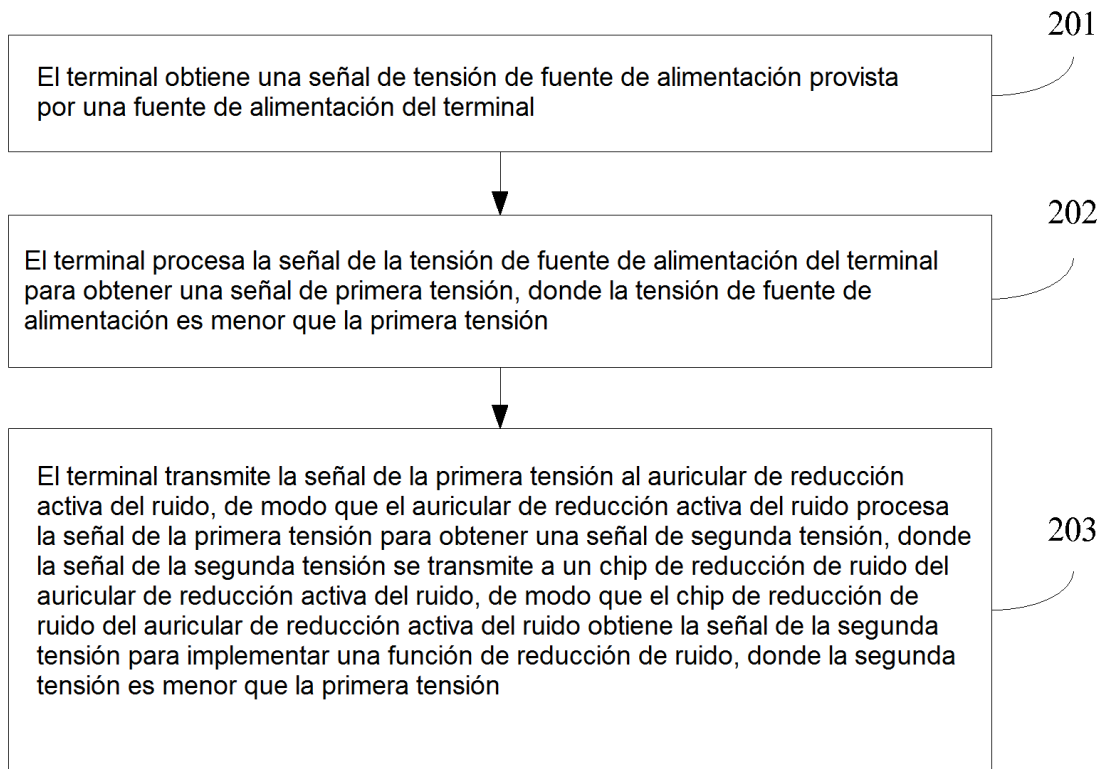 201
El terminal obtiene una señal de tensión de fuente de alimentación provista
por una fuente de alimentación del terminal
202
El terminal procesa la señal de la tensión de fuente de alimentación del terminal
para obtener una señal de primera tensión, donde la tensión de fuente de
alimentación es menor que la primera tensión
El terminal transmite la señal de la primera tensión al auricular de reducción
activa del ruido, de modo que el auricular de reducción activa del ruido procesa
la señal de la primera tensión para obtener una señal de segunda tensión, donde
la señal de la segunda tensión se transmite a un chip de reducción de ruido del
auricular de reducción activa del ruido, de modo que el chip de reducción de
ruido del auricular de reducción activa del ruido obtiene la señal de la segunda
tensión para implementar una función de reducción de ruido, donde la segunda
tensión es menor que la primera tensión
203